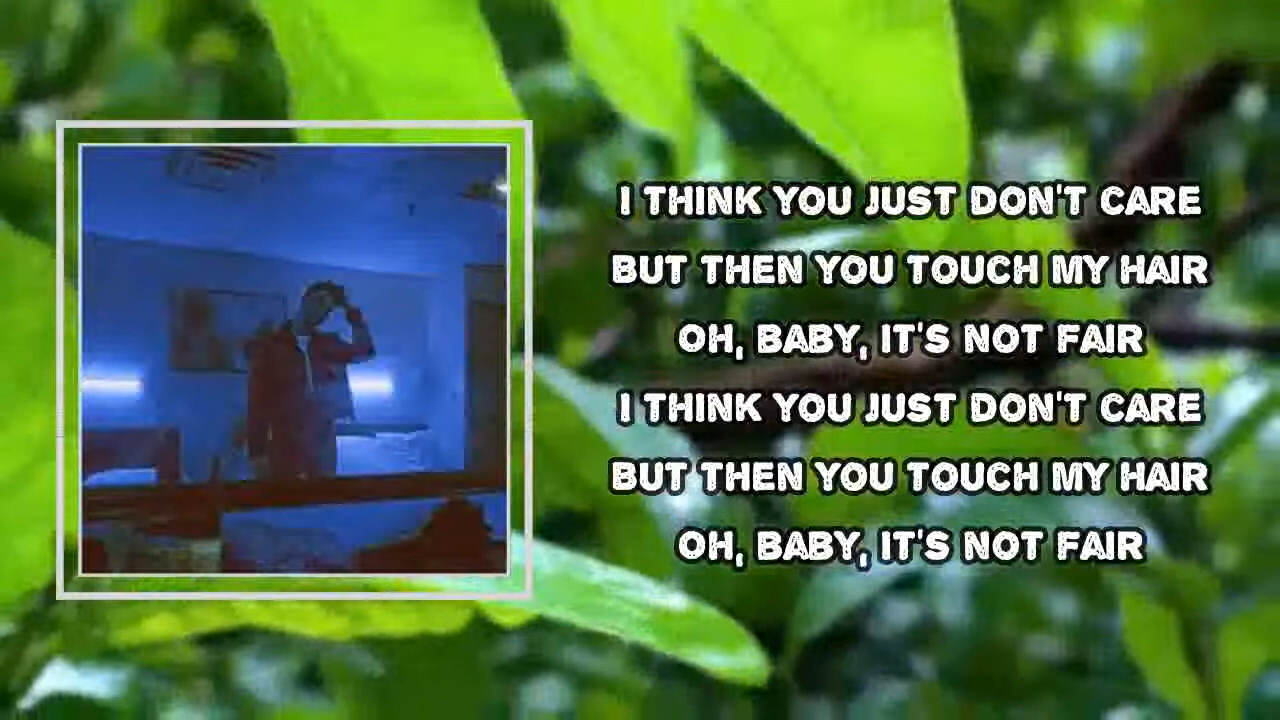 I THINK YOU JUST DON'T CARE
BUT THEN YOU TOUCH MY HAIR
OH, BABY, IT'S NOT FAIR
I THINK YOU JUST DON'T CARE
BUT THEN YOU TOUCH MY HAIR
OH, BABY, IT'S NOT FAIR